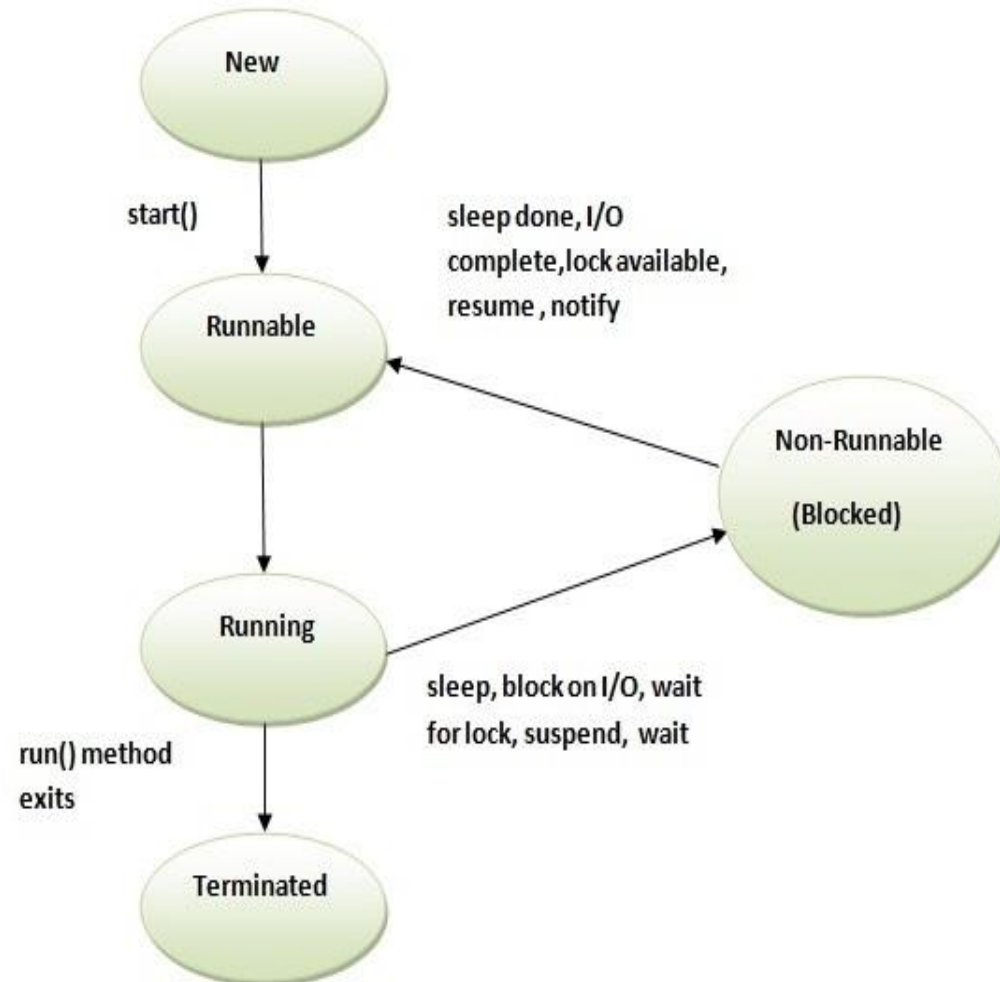 New
start()
sleep done, I/O
complete,lock available,
resume , notify
Runnable
Non-Runnable
(Blocked)
Running
sleep, block on I/O, wait
for lock, suspend, wait
run() method
exits
Terminated